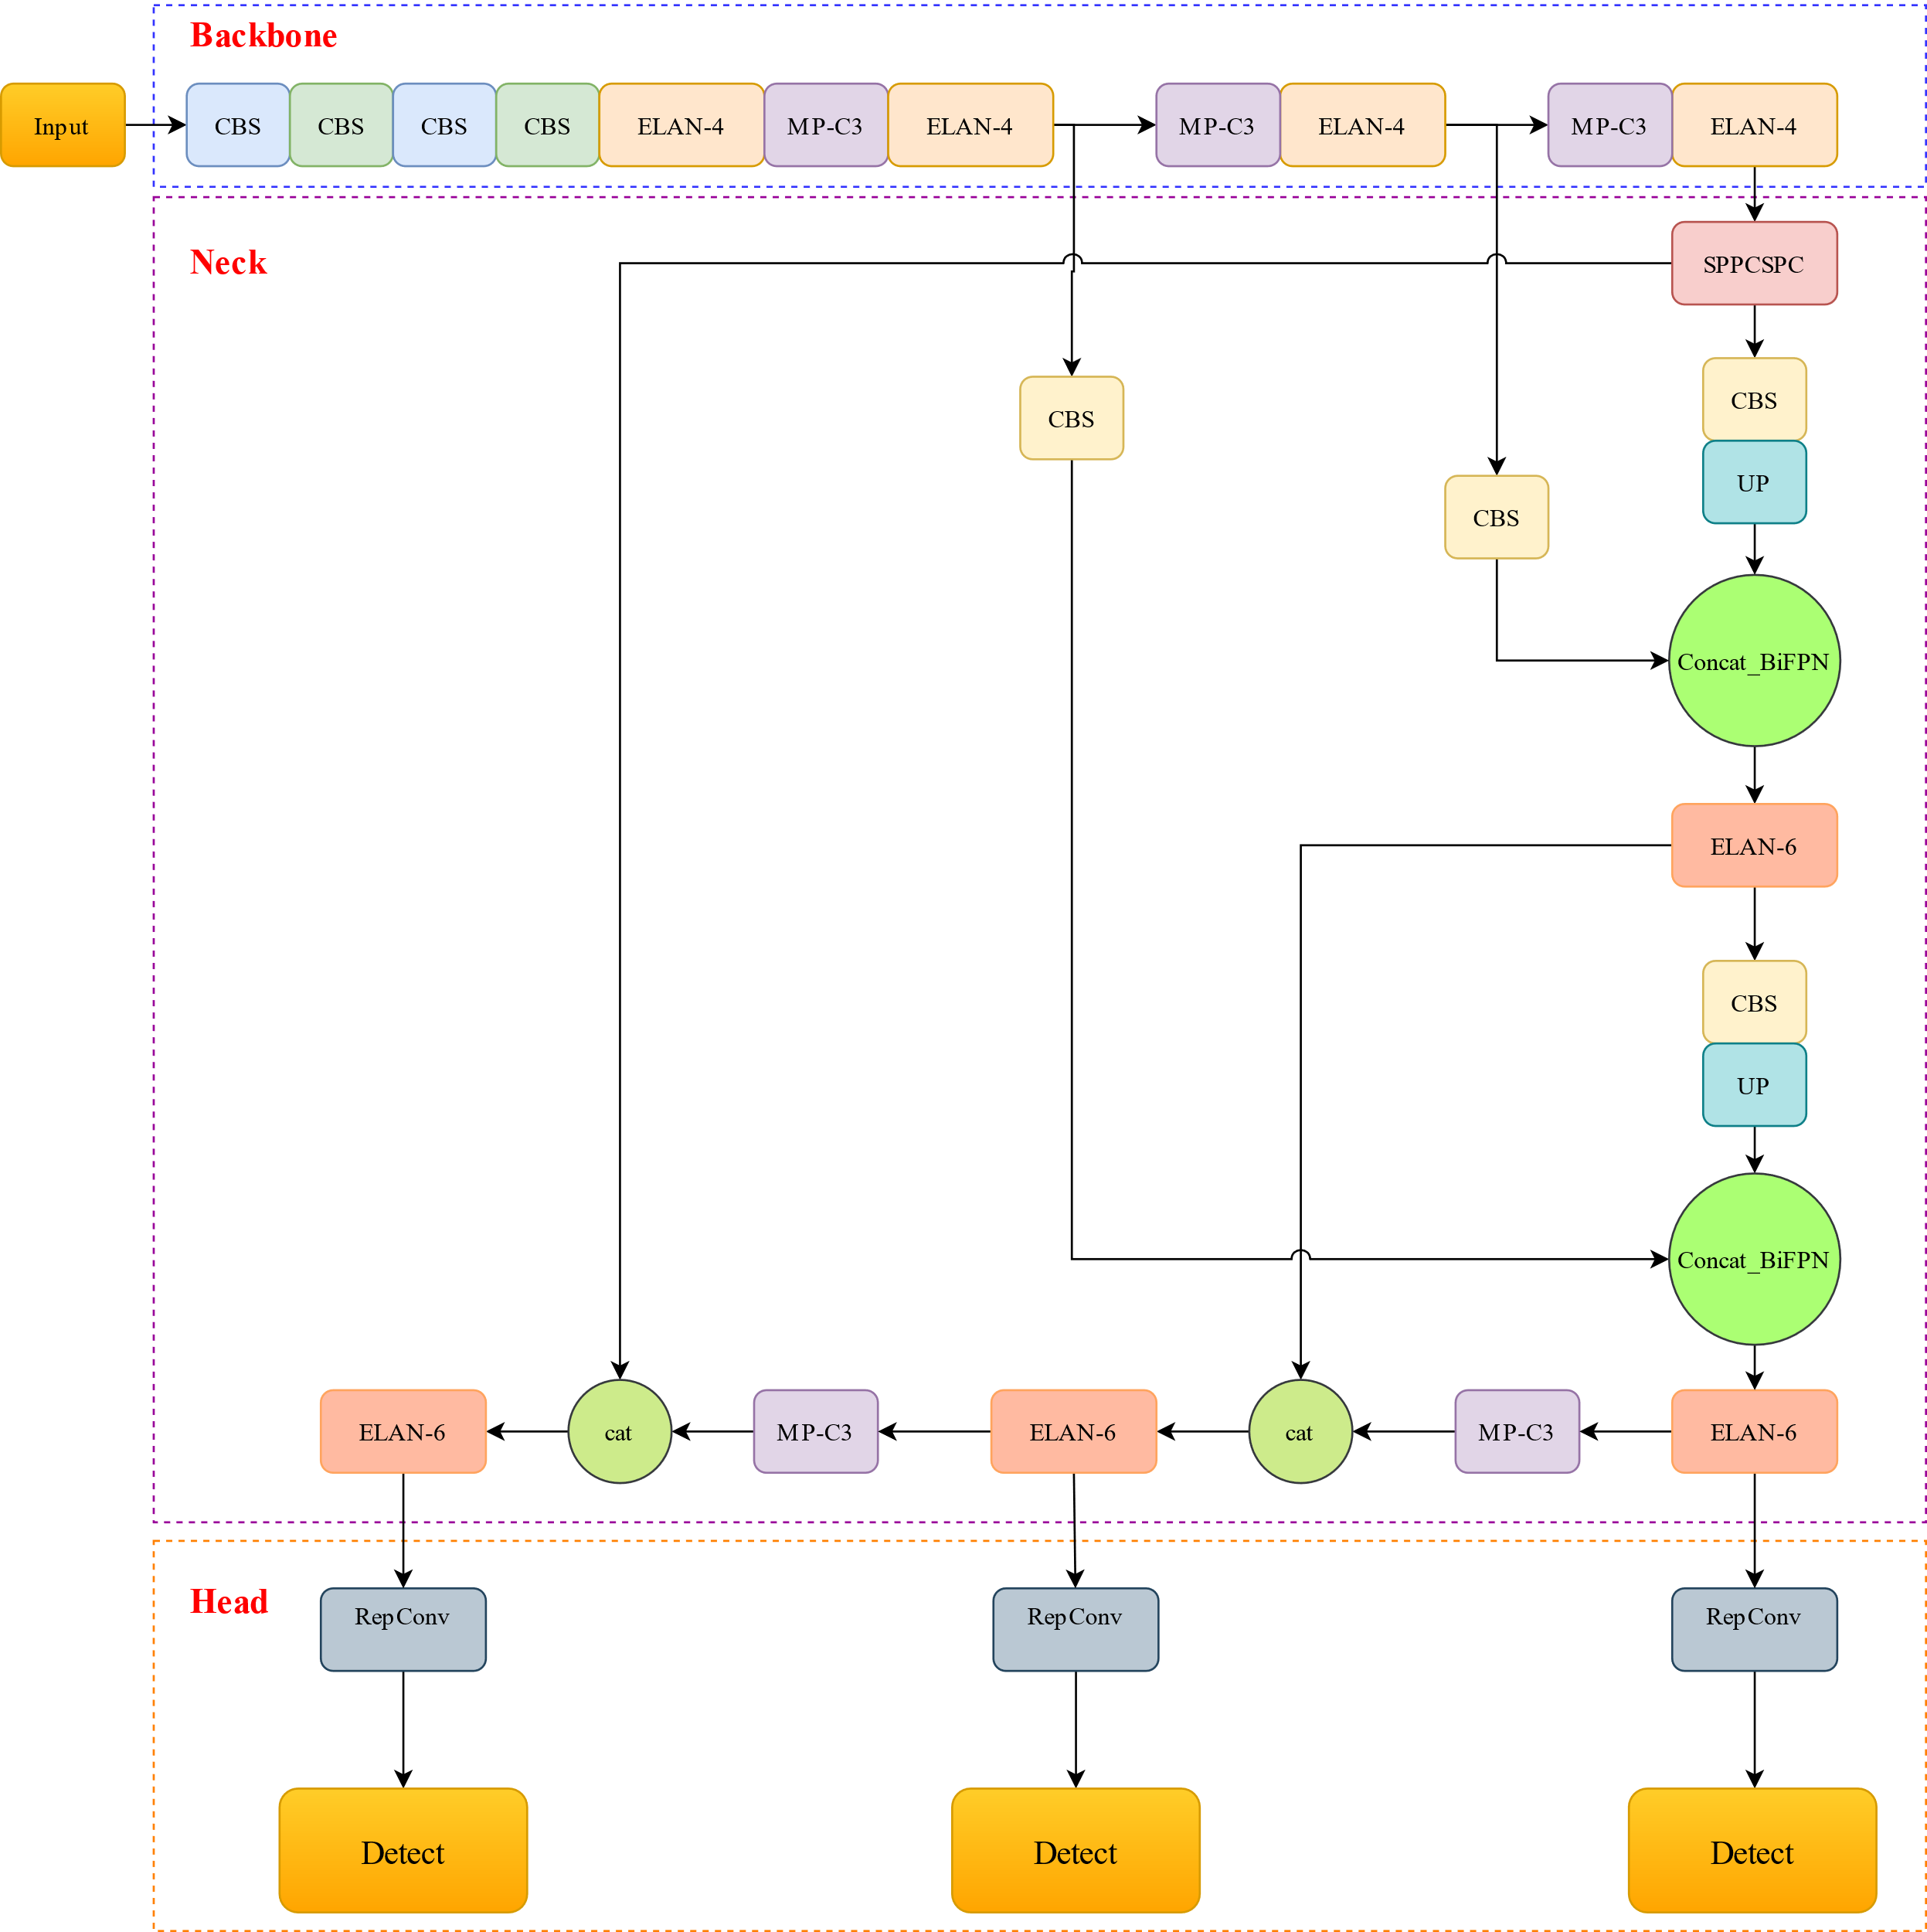 Backbone
Input
CBS
CBS
CBS
CBS
ELAN-4
MP-C3
ELAN-4
MP-C3
ELAN-4
MP-C3
ELAN-4
Neck
SPPCSPC
CBS
CBS
UP
CBS
Concat_BiFPN
ELAN-6
CBS
UP
Concat_BiFPN
ELAN-6
cat
MP-C3
ELAN-6
cat
MP-C3
ELAN-6
Head
RepConv
RepConv
RepConv
Detect
Detect
Detect